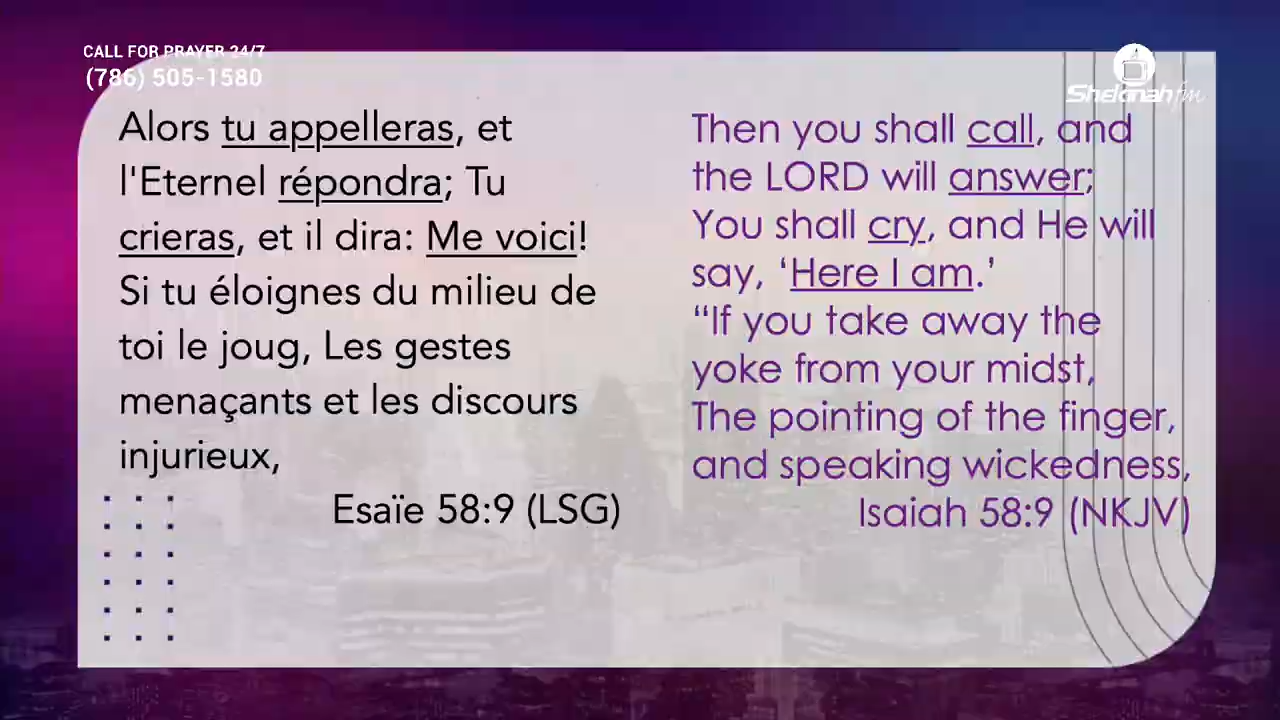 CALL FOR PRAYER 24/7
(786) 505-1580
Shekinah fm
Alors tu appelleras, et
l'Eternel répondra; Tu
crieras, et il dira: Me voici!
Si tu éloignes du milieu de
toi le joug, Les gestes
menaçants et les discours
injurieux,
Esaïe 58:9 (LSG)
Then you shall call, and
the LORD will answer;
You shall cry, and He will
say, ‘Here I am.’
“If you take away the
yoke from your midst,
The pointing of the finger,
and speaking wickedness,
Isaiah 58:9 (NKJV)